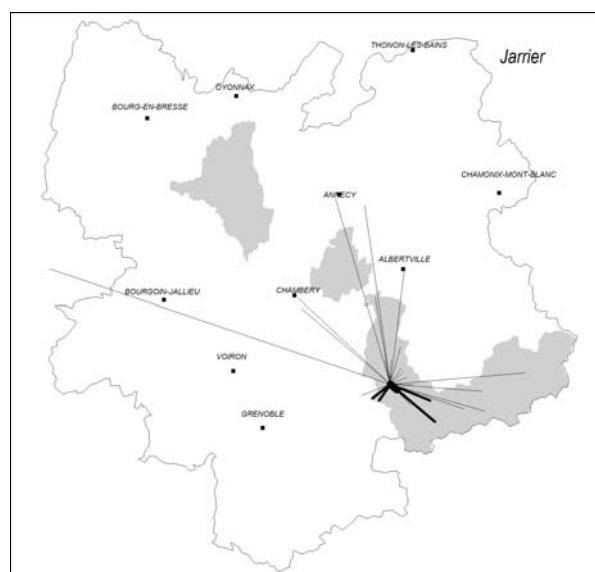 THONON-LES-BAINS
Jarrier
OYONNAX
BOURG-EN-BRESSE
CHAMONIX-MONT-BLANC
ANNECY
ALBERTVILLE
CHAMBERY
BOURGOIN-JALLIEU
VOIRON
GRENOBLE